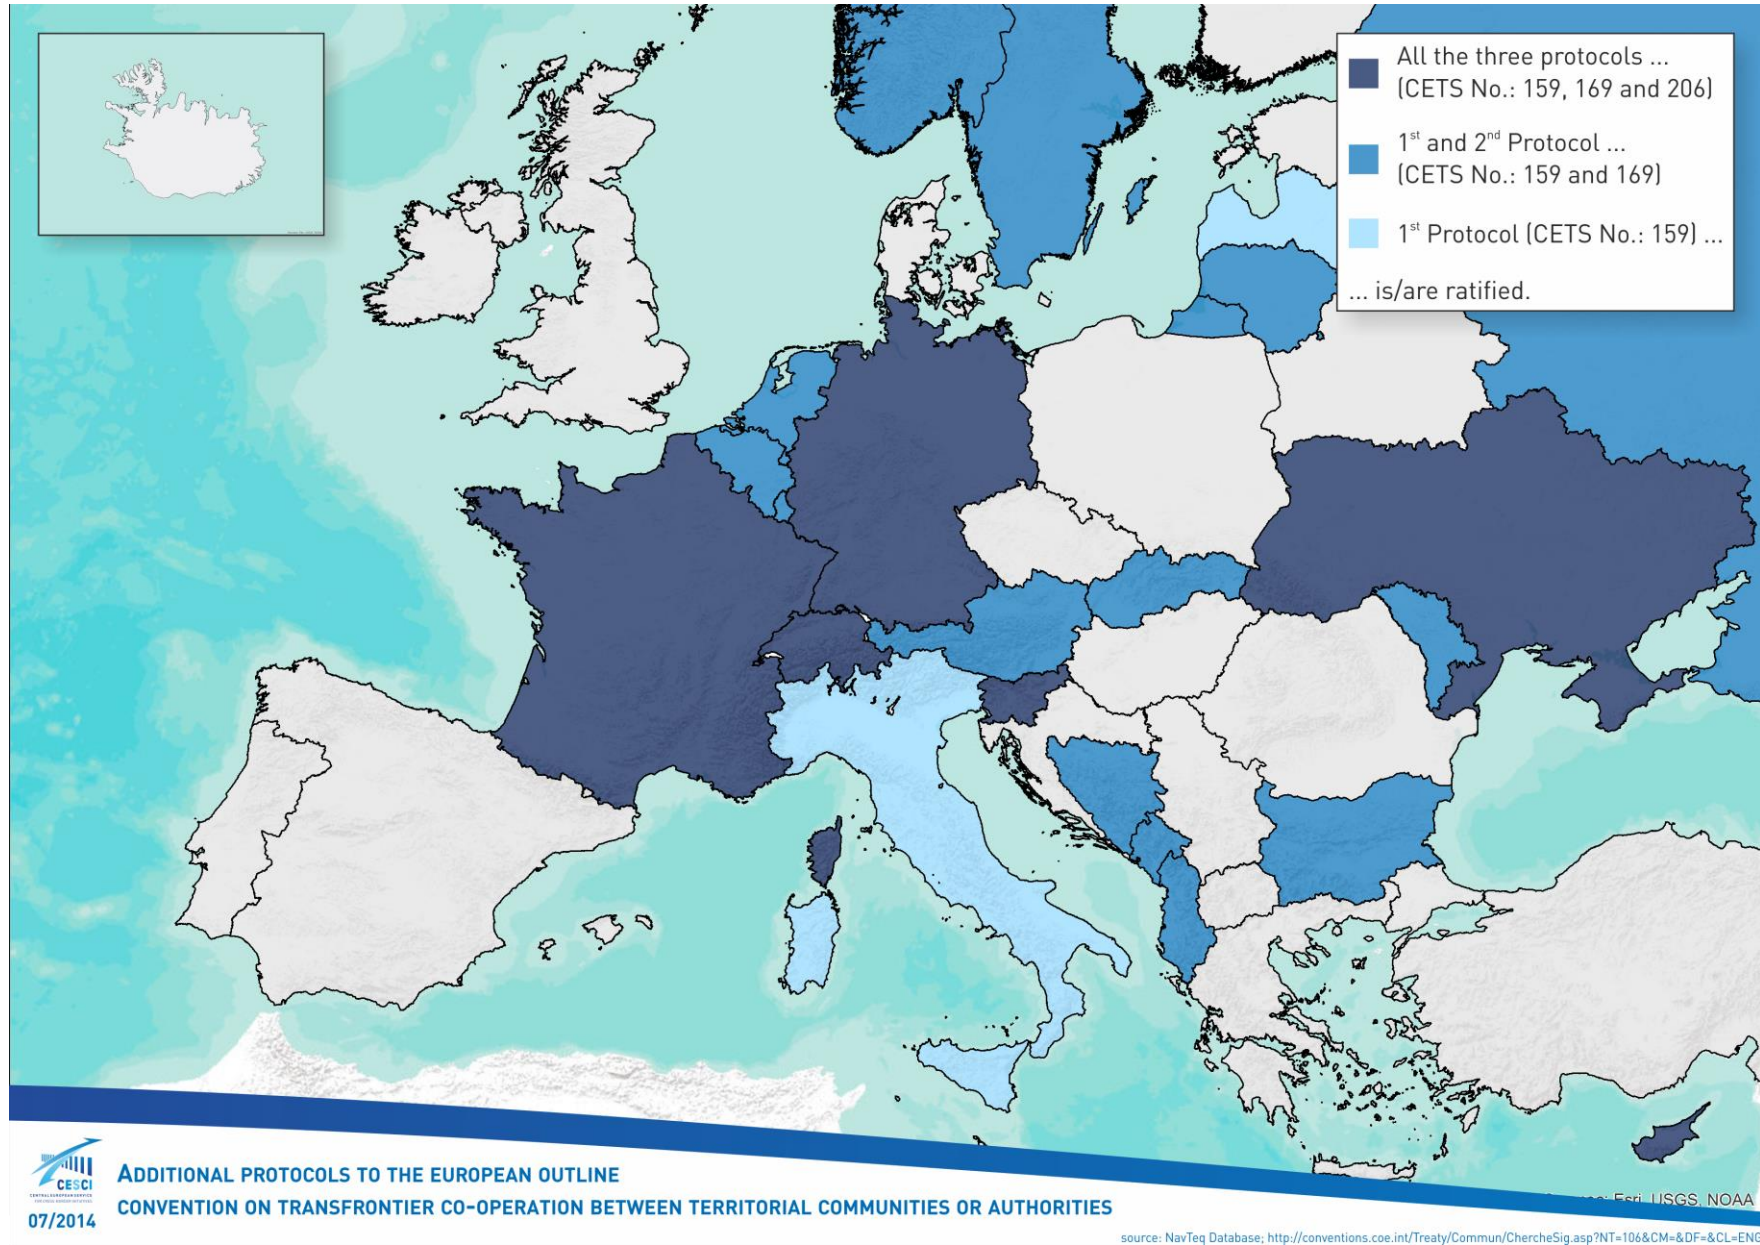 All the three protocols ...
(CETS No.: 159, 169 and 206)
1st and 2nd Protocol ...
(CETS No.: 159 and 169)
1st Protocol (CETS No.: 159) ...
... is/are ratified.
CESCI
07/2014
ADDITIONAL PROTOCOLS TO THE EUROPEAN OUTLINE
CONVENTION ON TRANSFRONTIER CO-OPERATION BETWEEN TERRITORIAL COMMUNITIES OR AUTHORITIES
Esri, USGS, NOAA
source: NavTeq Database; http://conventions.coe.int/Treaty/Commun/ChercheSig.asp?NT=106&CM=&DF=&CL=ENG